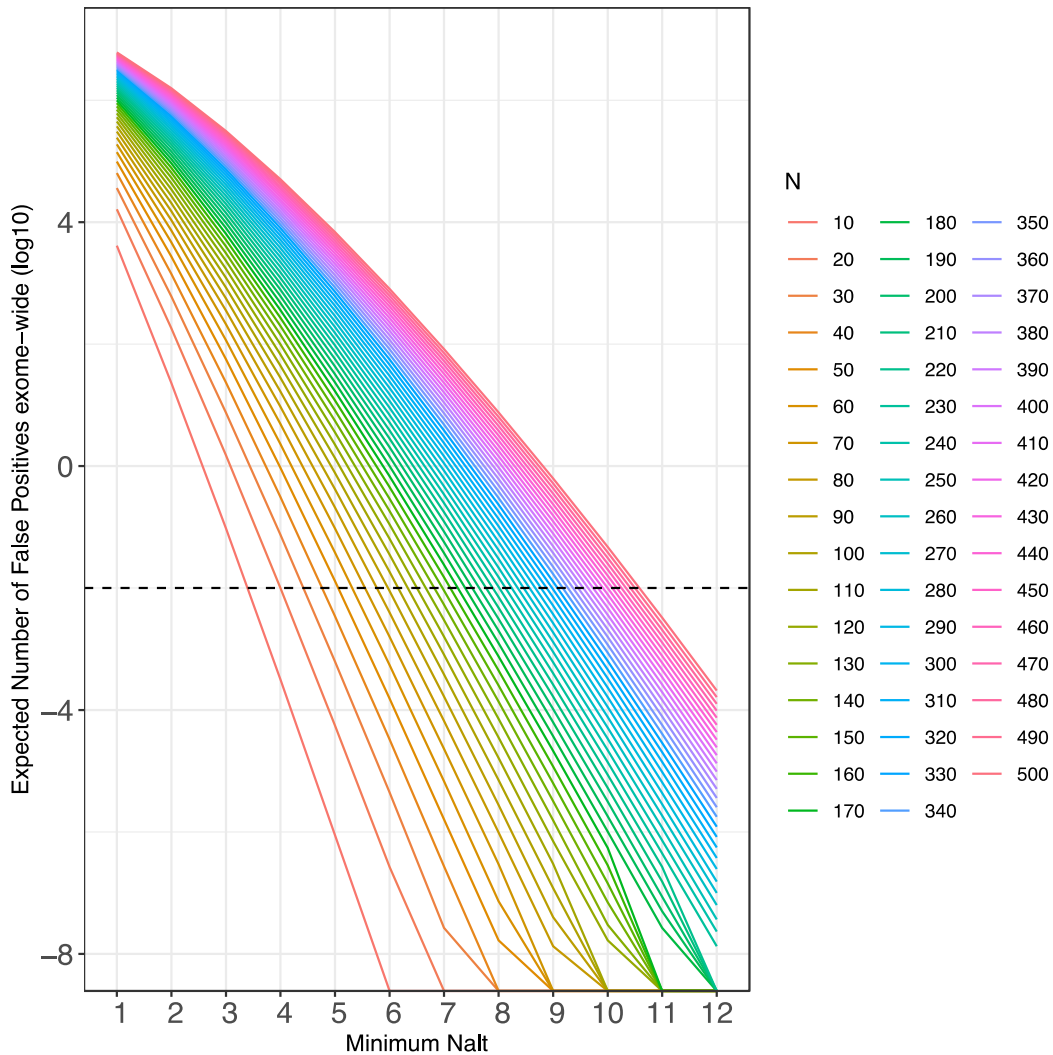 Expected Number of False Positives exome−wide (log10)
4
0
−4
−8
1 2 3 4 5 6 7 8 9 10 11 12
Minimum Nalt
N
10 180 350
20 190 360
30 200 370
40 210 380
50 220 390
60 230 400
70 240 410
80 250 420
90 260 430
100 270 440
110 280 450
120 290 460
130 300 470
140 310 480
150 320 490
160 330 500
170 340